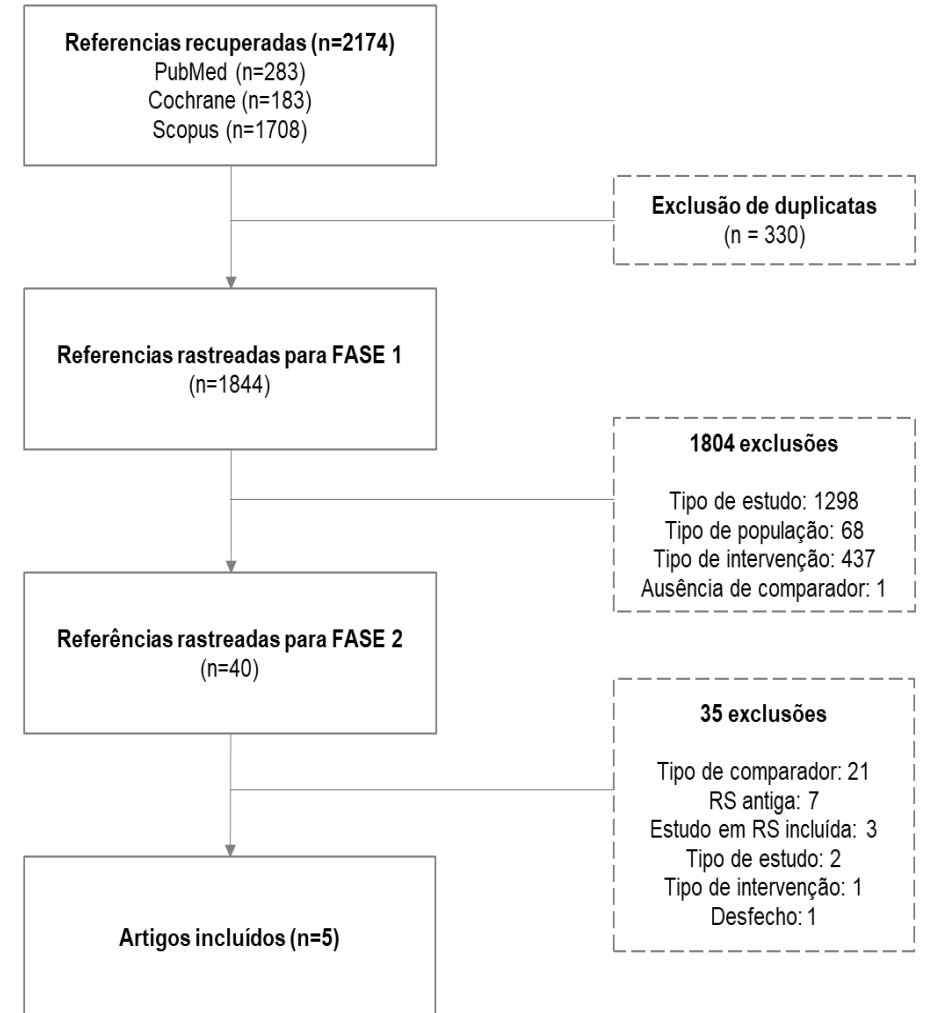 Referencias recuperadas (n=2174)
PubMed (n=283)
Cochrane (n=183)
Scopus (n=1708)
Exclusão de duplicatas
(n = 330)
Referencias rastreadas para FASE 1
(n=1844)
1804 exclusões
Tipo de estudo: 1298
Tipo de população: 68
Tipo de intervenção: 437
Ausência de comparador: 1
Referências rastreadas para FASE 2
(n=40)
35 exclusões
Tipo de comparador: 21
RS antiga: 7
Estudo em RS incluída: 3
Tipo de estudo: 2
Tipo de intervenção: 1
Desfecho: 1
Artigos incluídos (n=5)